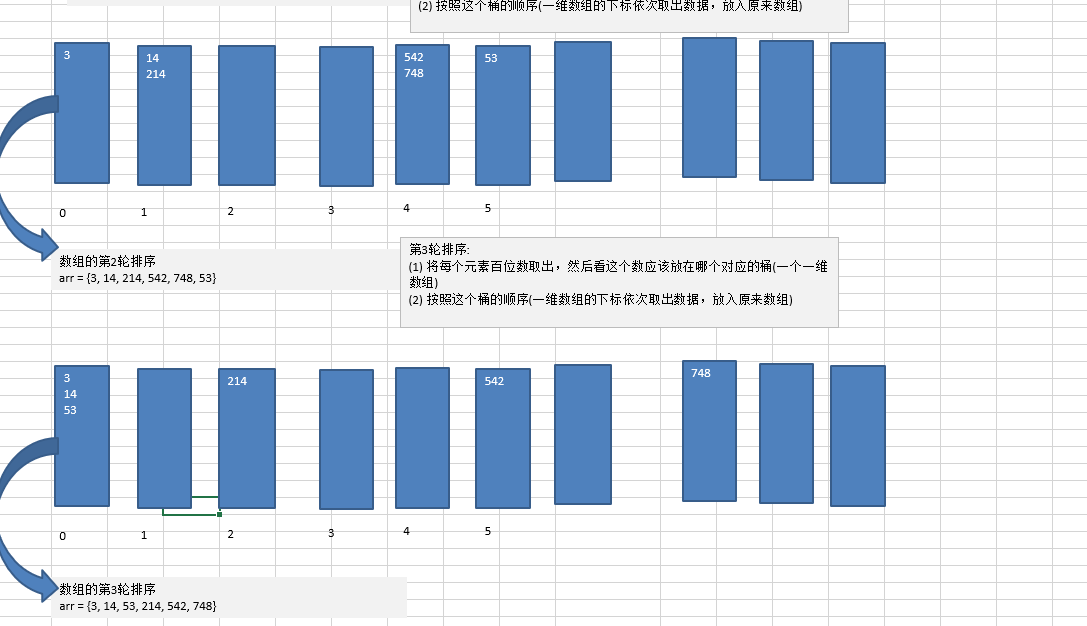 (2) 按照这个桶的顺序(一维数组的下标依次取出数据，放入原来数组)
3
14
214
542
748
53
0
1
2
3
4
5
数组的第2轮排序
arr = {3, 14, 214, 542, 748, 53}
第3轮排序:
(1) 将每个元素百位数取出，然后看这个数应该放在哪个对应的桶(一个一维
数组)
(2) 按照这个桶的顺序(一维数组的下标依次取出数据，放入原来数组)
3
14
53
214
542
748
0
1
2
3
4
5
数组的第3轮排序
arr = {3, 14, 53, 214, 542, 748}